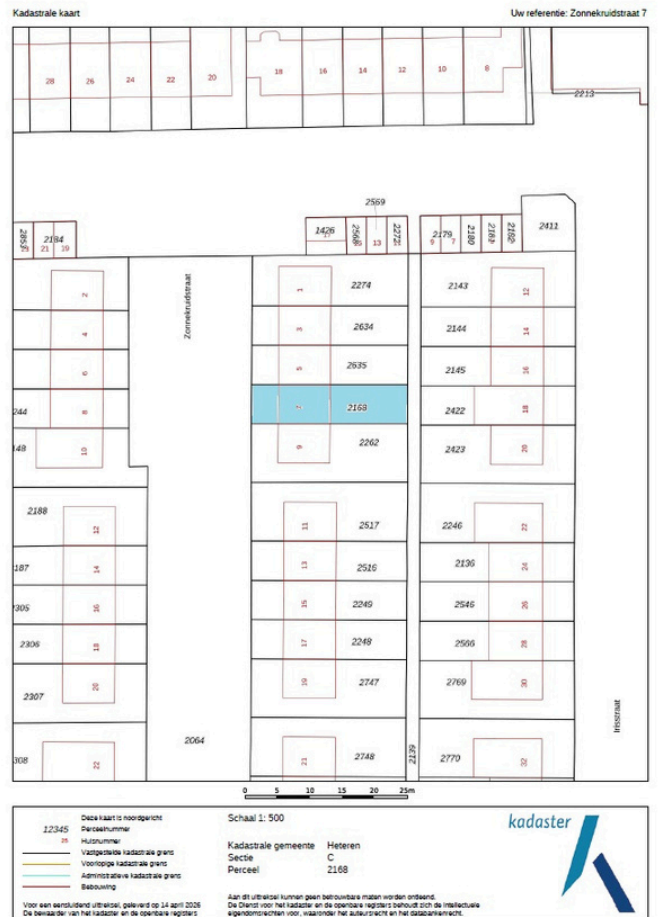 Kadastrale kaart
Uw referentie: Zonnekruidstraat 7
28 26 24 22 20 18 16 14 12 10 8
2213
2569
2184
21 19
1426
17
2568
13
2179 2180 2181 2182
9 7
2411
Zonnekruidstraat
2 1 2274 2143 12
4 3 2634 2144 14
6 5 2635 2145 16
244 8 7 2168 2422 18
148 10 9 2262 2423 20
2188 12 11 2517 2246 22
187 14 13 2516 2136 24
305 16 15 2249 2546 26
2306 18 17 2248 2566 28
2307 20 19 2747 2769 30
Irisstraat
2064
308 22 21 2748 2139 2770 32
0 5 10 15 20 25m
Deze kaart is noordgericht
12345 Perceelnummer
25 Huisnummer
Vastgestelde kadastrale grens
Voorlopige kadastrale grens
Administratieve kadastrale grens
Bebouwing
Voor een eensluidend uittreksel, geleverd op 14 april 2026
De bewaarder van het kadaster en de openbare registers
Schaal 1: 500
Kadastrale gemeente Heteren
Sectie C
Perceel 2168
Aan dit uittreksel kunnen geen betrouwbare maten worden ontleend.
De Dienst voor het kadaster en de openbare registers behoudt zich de intellectuele
eigendomsrechten voor, waaronder het auteursrecht en het databankenrecht.
kadaster